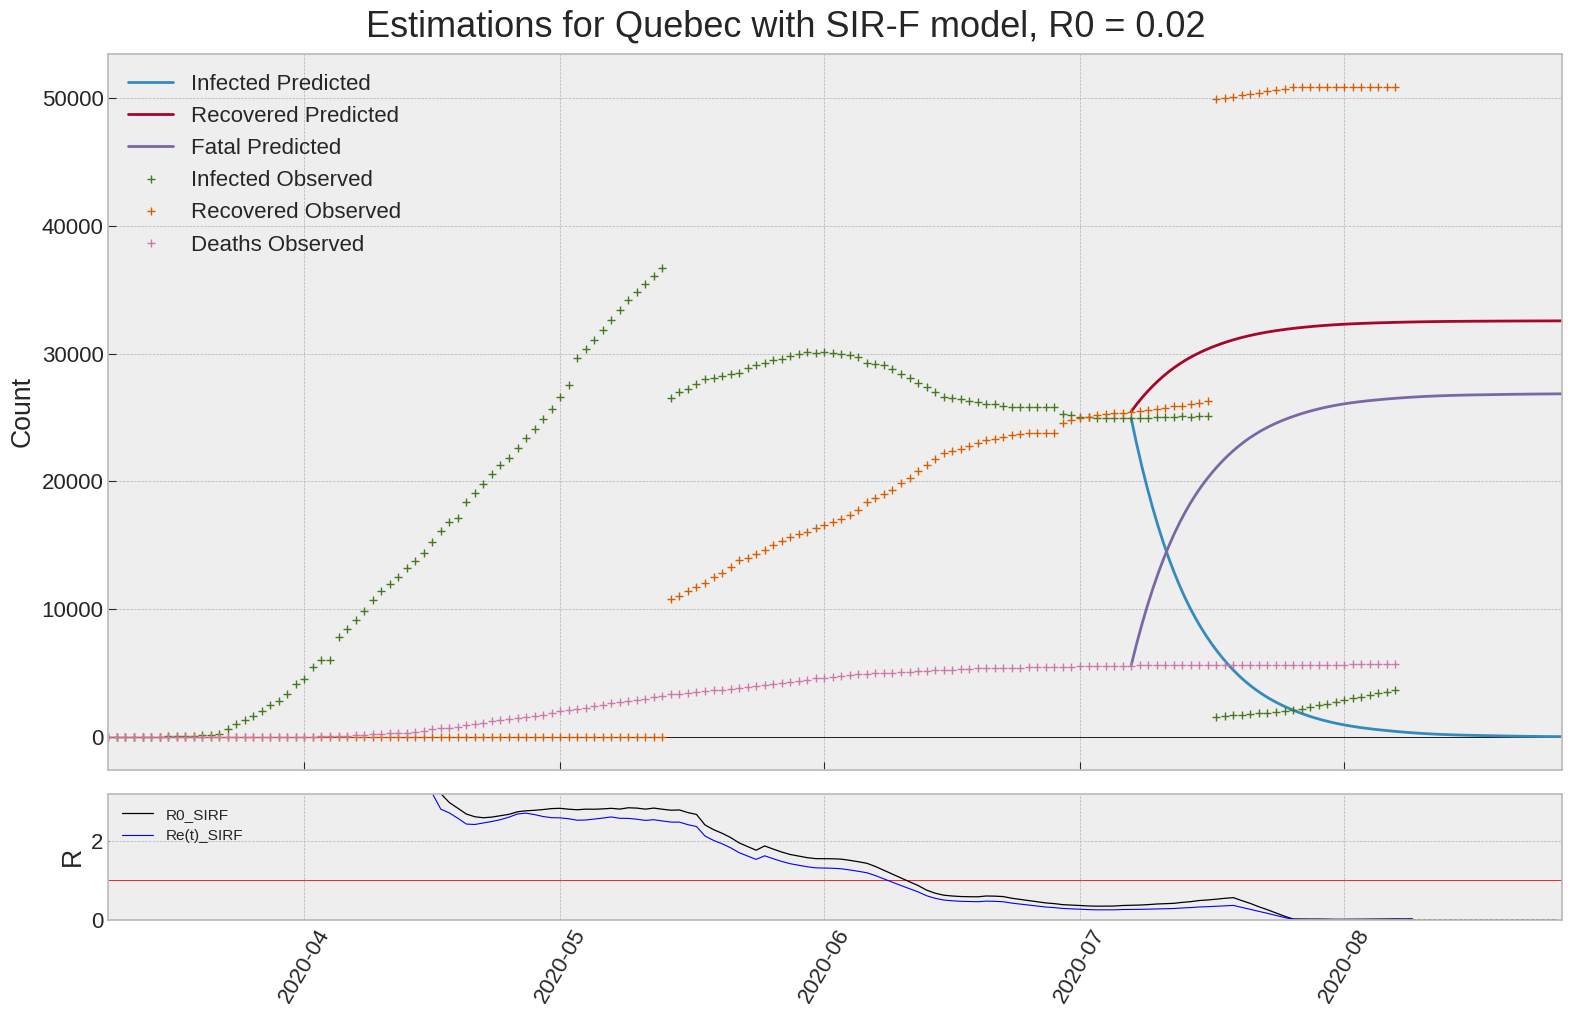 Estimations for Quebec with SIR-F model, R0 = 0.02
Infected Predicted
Recovered Predicted
Fatal Predicted
Infected Observed
Recovered Observed
Deaths Observed
50000
40000
30000
20000
10000
0
Count
R0_SIRF
Re(t)_SIRF
2
0
R
2020-04
2020-05
2020-06
2020-07
2020-08